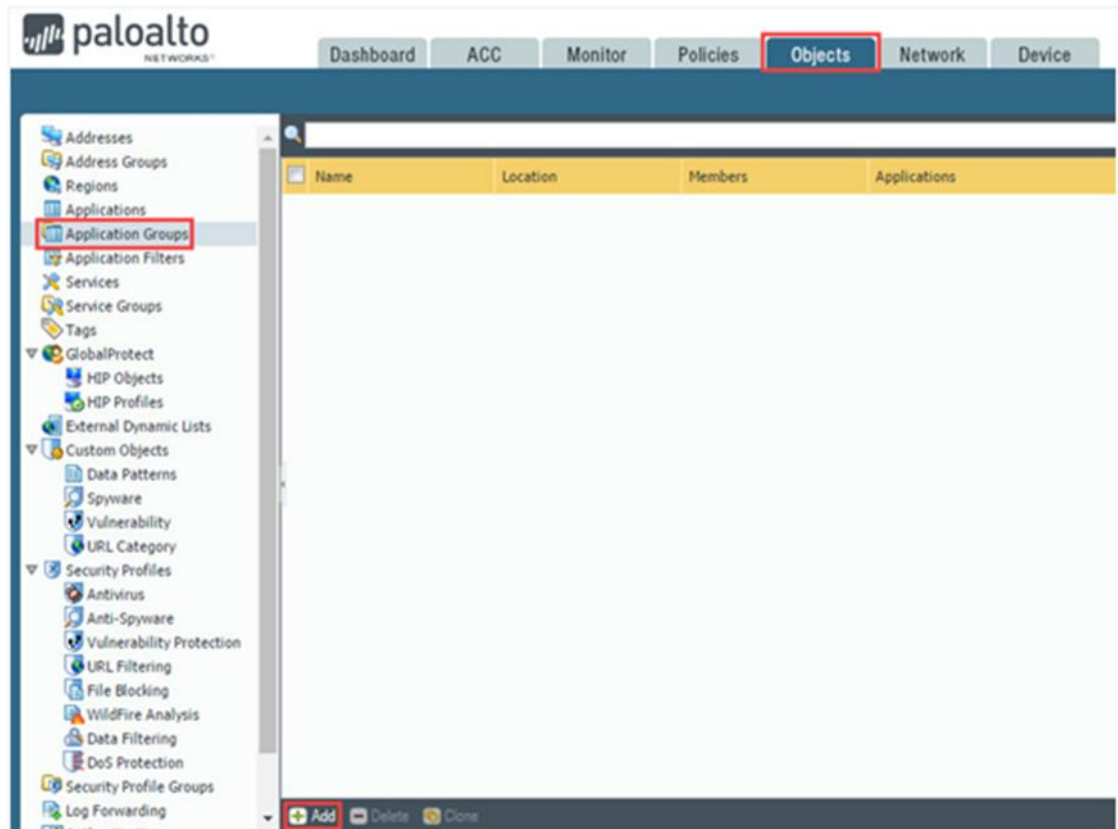 paloalto
NETWORKS
Dashboard ACC Monitor Policies Objects Network Device
Addresses
Address Groups
Regions
Applications
Application Groups
Application Filters
Services
Service Groups
Tags
GlobalProtect
HIP Objects
HIP Profiles
External Dynamic Lists
Custom Objects
Data Patterns
Spyware
Vulnerability
URL Category
Security Profiles
Antivirus
Anti-Spyware
Vulnerability Protection
URL Filtering
File Blocking
WildFire Analysis
Data Filtering
DoS Protection
Security Profile Groups
Log Forwarding
Name Location Members Applications
Add Delete Clone